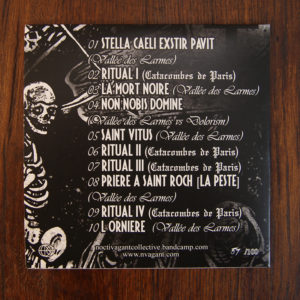 01 STELLA CAELI EXSTIR PAVIT
(Vallée des Larmes)
02 RITUAL I (Catacombes de Paris)
03 LA MORT NOIRE (Vallée des Larmes)
04 NON NOBIS DOMINE
(Vallée des Larmes vs Dolorism)
05 SAINT VITUS (Vallée des Larmes)
06 RITUAL II (Catacombes de Paris)
07 RITUAL III (Catacombes de Paris)
08 PRIERE A SAINT ROCH [LA PESTE]
(Vallée des Larmes)
09 RITUAL IV (Catacombes de Paris)
10 L ORNIERE (Vallée des Larmes)
noctivagantcollective.bandcamp.com
www.nvagant.com